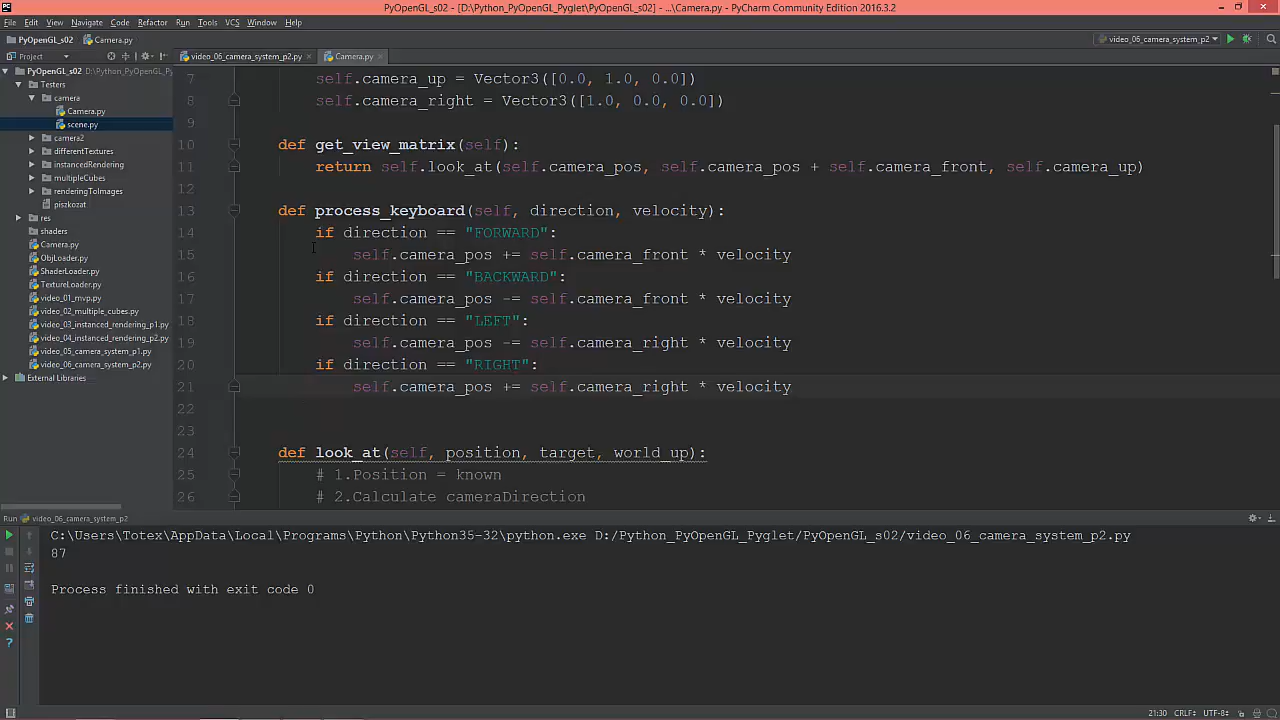 PyOpenGL_s02 - [D:\Python_PyOpenGL_Pyglet\PyOpenGL_s02] - ...\Camera.py - PyCharm Community Edition 2016.3.2
File Edit View Navigate Code Refactor Run Tools VCS Window Help
PyOpenGL_s02 Camera.py video_06_camera_system_p2
Project video_06_camera_system_p2.py Camera.py
PyOpenGL_s02 D:\Python_PyOpenGL_P
Testers
camera
Camera.py
scene.py
camera2
differentTextures
instancedRendering
multipleCubes
renderingToImages
piszkozat
res
shaders
Camera.py
ObjLoader.py
ShaderLoader.py
TextureLoader.py
video_01_mvp.py
video_02_multiple_cubes.py
video_03_instanced_rendering_p1.py
video_04_instanced_rendering_p2.py
video_05_camera_system_p1.py
video_06_camera_system_p2.py
External Libraries
7 self.camera_up = Vector3([0.0, 1.0, 0.0])
8 self.camera_right = Vector3([1.0, 0.0, 0.0])
9
10 def get_view_matrix(self):
11 return self.look_at(self.camera_pos, self.camera_pos + self.camera_front, self.camera_up)
12
13 def process_keyboard(self, direction, velocity):
14 if direction == "FORWARD":
15 self.camera_pos += self.camera_front * velocity
16 if direction == "BACKWARD":
17 self.camera_pos -= self.camera_front * velocity
18 if direction == "LEFT":
19 self.camera_pos -= self.camera_right * velocity
20 if direction == "RIGHT":
21 self.camera_pos += self.camera_right * velocity
22
23
24 def look_at(self, position, target, world_up):
25 # 1.Position = known
26 # 2.Calculate cameraDirection
Run video_06_camera_system_p2
C:\Users\Totex\AppData\Local\Programs\Python\Python35-32\python.exe D:/Python_PyOpenGL_Pyglet/PyOpenGL_s02/video_06_camera_system_p2.py
87
Process finished with exit code 0
21:30 CRLF÷ UTF-8÷